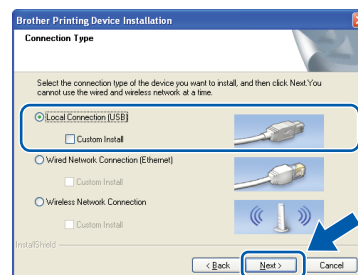 Brother Printing Device Installation
Connection Type
Select the connection type of the device you want to install, and then click Next.You
cannot use the wired and wireless network at a time.
Local Connection (USB)
Custom Install
Wired Network Connection (Ethernet)
Custom Install
Wireless Network Connection
Custom Install
InstallShield
< Back
Next >
Cancel